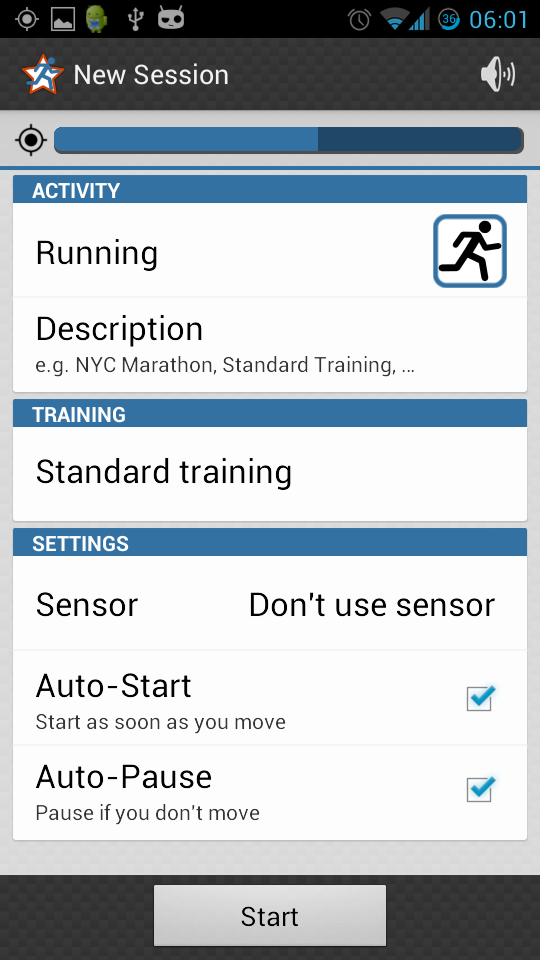 36 06:01
New Session
ACTIVITY
Running
Description
e.g. NYC Marathon, Standard Training, ...
TRAINING
Standard training
SETTINGS
Sensor Don't use sensor
Auto-Start
Start as soon as you move
Auto-Pause
Pause if you don't move
Start